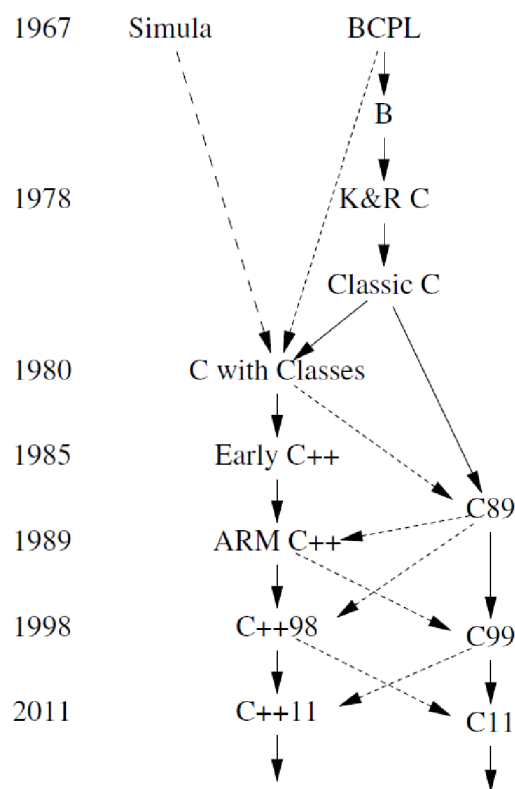 1967 Simula BCPL
B
1978 K&R C
Classic C
1980 C with Classes
1985 Early C++
C89
1989 ARM C++
1998 C++98
C99
2011 C++11
C11